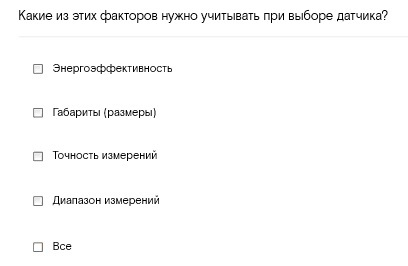 Какие из этих факторов нужно учитывать при выборе датчика?
Энергоэффективность
Габариты (размеры)
Точность измерений
Диапазон измерений
Все